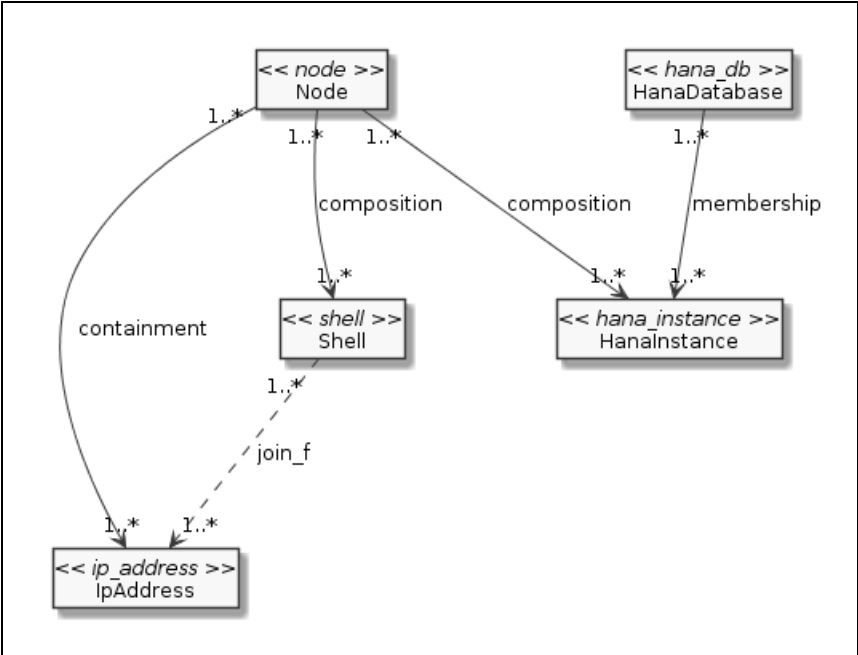 << node >>
Node
<< hana_db >>
HanaDatabase
1..*
1..*
1..*
1..*
composition
composition
membership
1..*
1..*
1..*
<< shell >>
Shell
<< hana_instance >>
HanaInstance
containment
1..*
join_f
1..*
1..*
<< ip_address >>
IpAddress